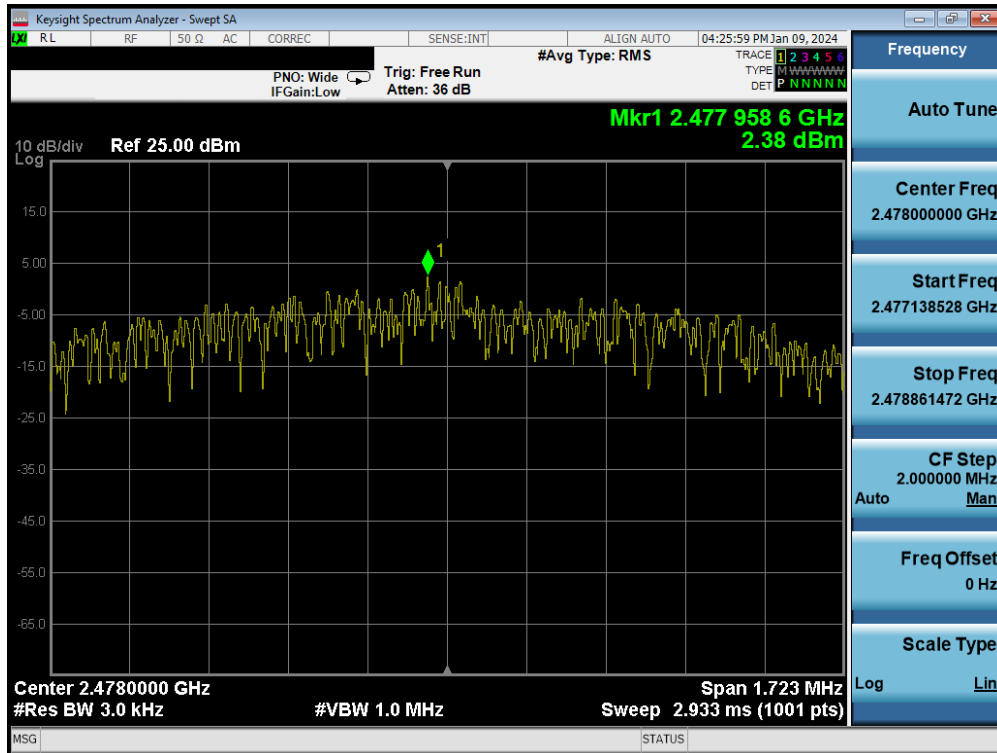 Keysight Spectrum Analyzer - Swept SA
LXI RL RF 50 Ω AC CORREC SENSE:INT ALIGN AUTO 04:25:59 PM Jan 09, 2024
#Avg Type: RMS
TRACE 1 2 3 4 5 6
PNO: Wide Trig: Free Run
TYPE M WWWWW
IFGain:Low Atten: 36 dB
DET P N N N N N
Mkr1 2.477 958 6 GHz
2.38 dBm
10 dB/div Ref 25.00 dBm
Log
15.0
5.00
-5.00
-15.0
-25.0
-35.0
-45.0
-55.0
-65.0
1
Center 2.4780000 GHz Span 1.723 MHz
#Res BW 3.0 kHz #VBW 1.0 MHz Sweep 2.933 ms (1001 pts)
MSG STATUS
Frequency
Auto Tune
Center Freq
2.478000000 GHz
Start Freq
2.477138528 GHz
Stop Freq
2.478861472 GHz
CF Step
2.000000 MHz
Auto Man
Freq Offset
0 Hz
Scale Type
Log Lin